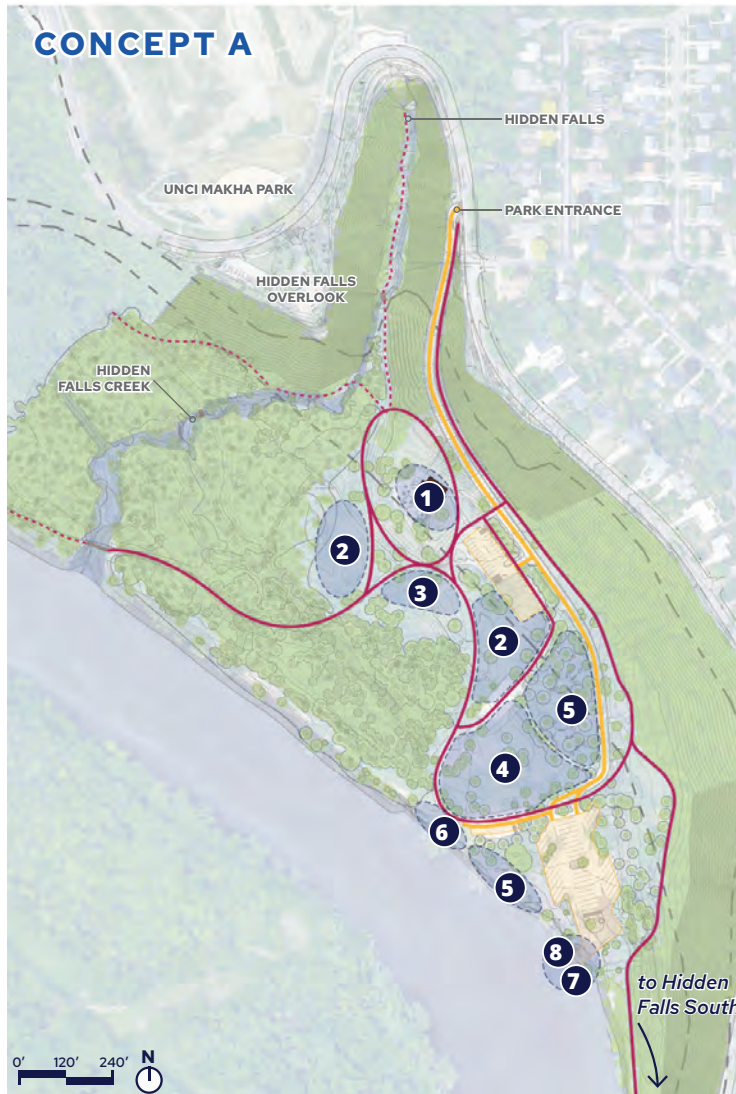 CONCEPT A
HIDDEN FALLS
UNCI MAKHA PARK
PARK ENTRANCE
HIDDEN FALLS
OVERLOOK
HIDDEN
FALLS CREEK
1
2
3
2
5
4
6
5
8
7
to Hidden
Falls South
0' 120' 240'
N